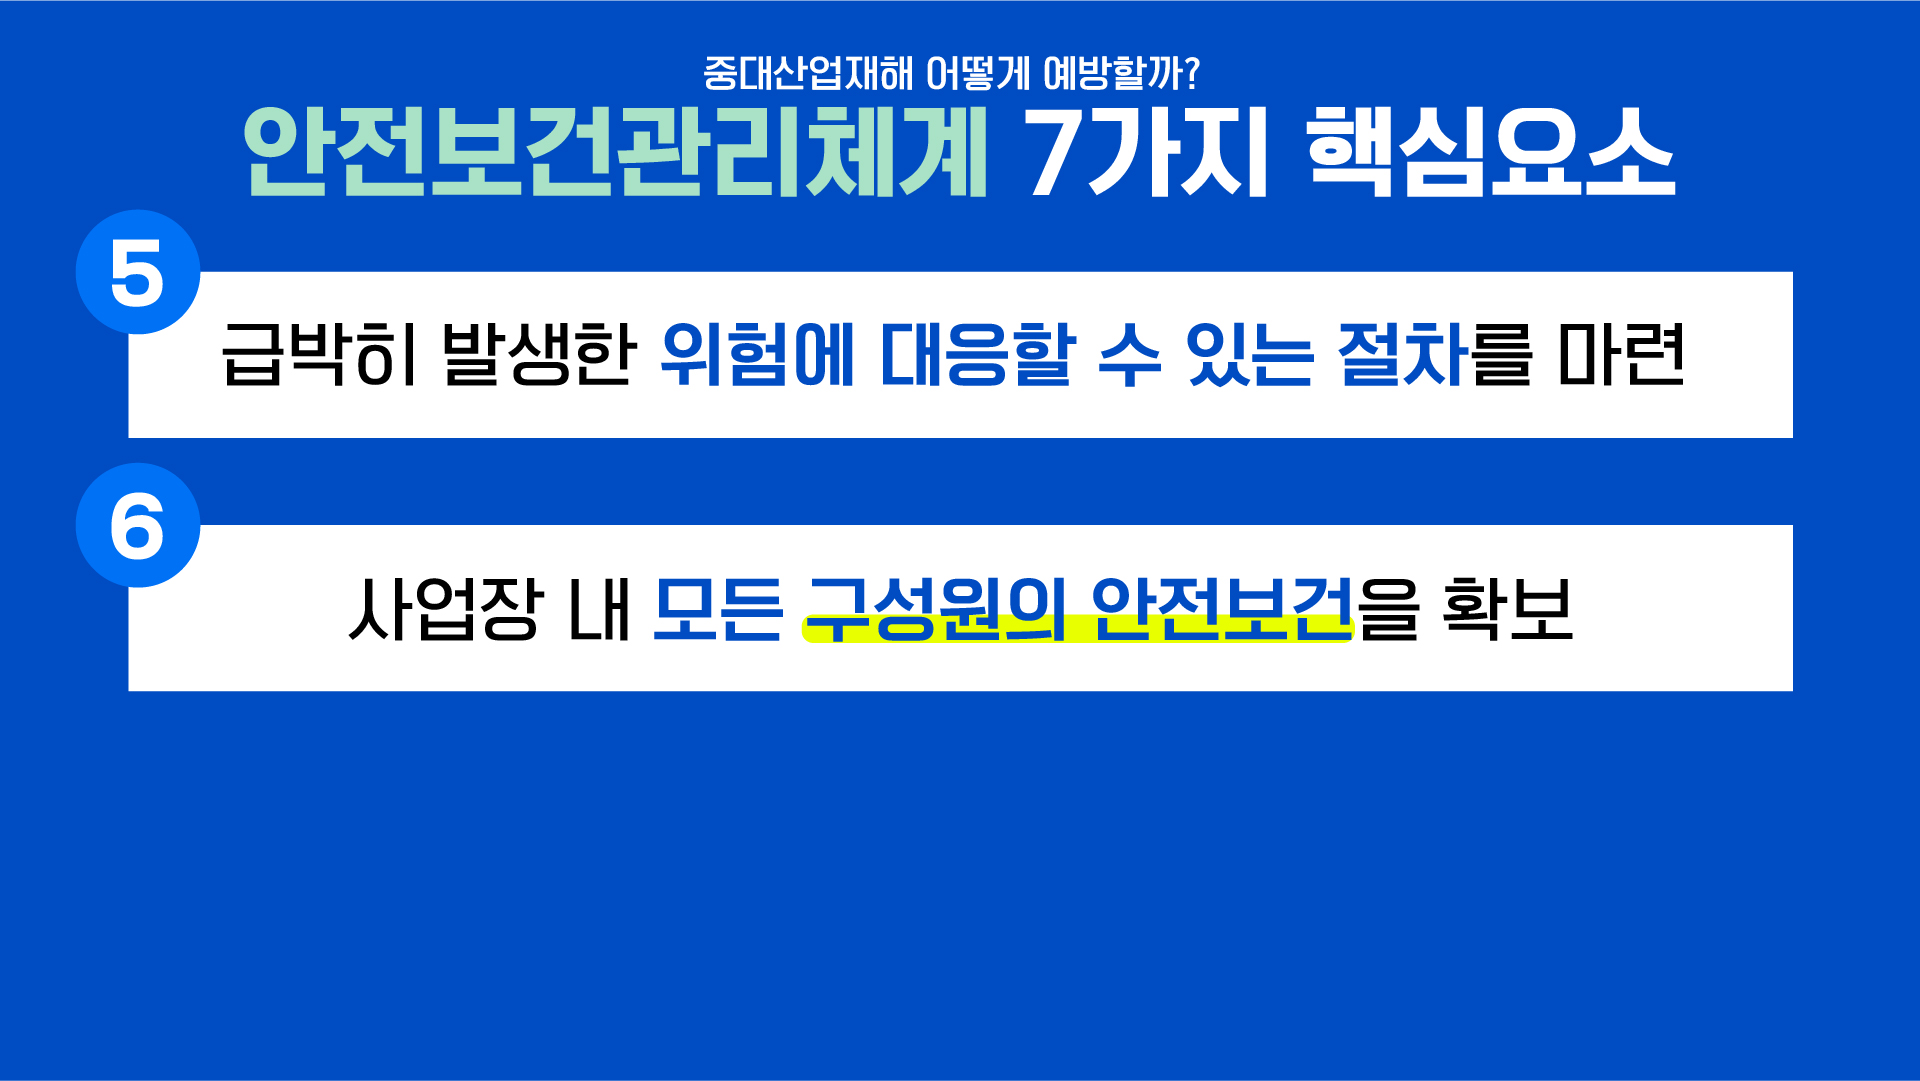 중대산업재해 어떻게 예방할까?
안전보건관리체계 7가지 핵심요소
5
급박히 발생한 위험에 대응할 수 있는 절차를 마련
6
사업장 내 모든 구성원의 안전보건을 확보